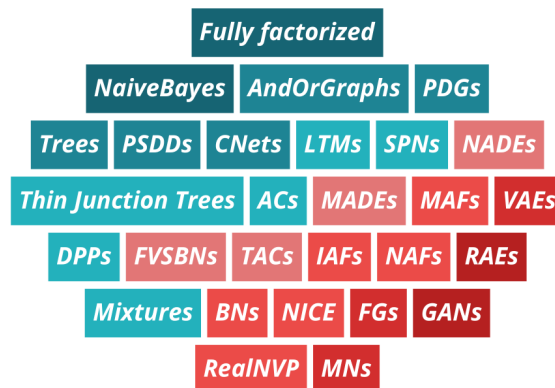 Fully factorized
NaiveBayes AndOrGraphs PDGs
Trees PSDDs CNets LTMs SPNs NADEs
Thin Junction Trees ACs MADEs MAFs VAEs
DPPs FVSBNs TACs IAFs NAFs RAEs
Mixtures BNs NICE FGs GANs
RealNVP MNs